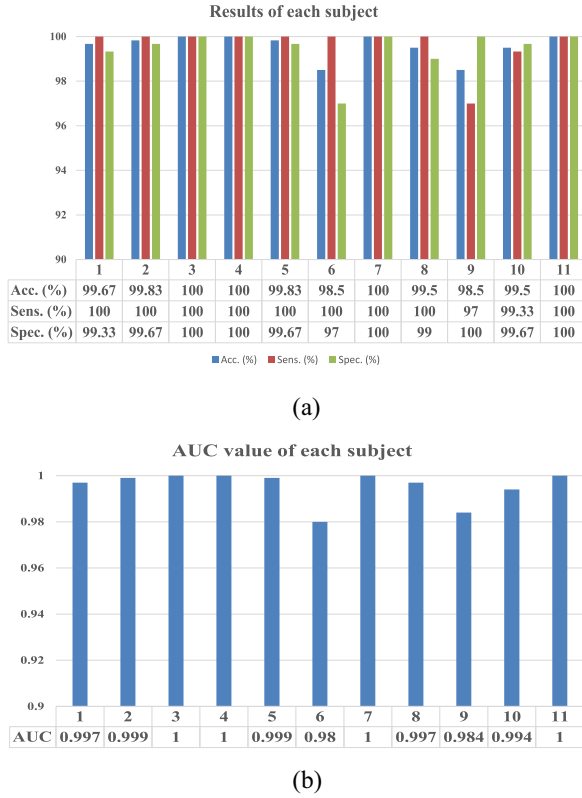 Results of each subject
100
98
96
94
92
90
1 2 3 4 5 6 7 8 9 10 11
Acc. (%) 99.67 99.83 100 100 99.83 98.5 100 99.5 98.5 99.5 100
Sens. (%) 100 100 100 100 100 100 100 100 97 99.33 100
Spec. (%) 99.33 99.67 100 100 99.67 97 100 99 100 99.67 100
Acc. (%) Sens. (%) Spec. (%)
(a)
AUC value of each subject
1
0.98
0.96
0.94
0.92
0.9
1 2 3 4 5 6 7 8 9 10 11
AUC 0.997 0.999 1 1 0.999 0.98 1 0.997 0.984 0.994 1
(b)